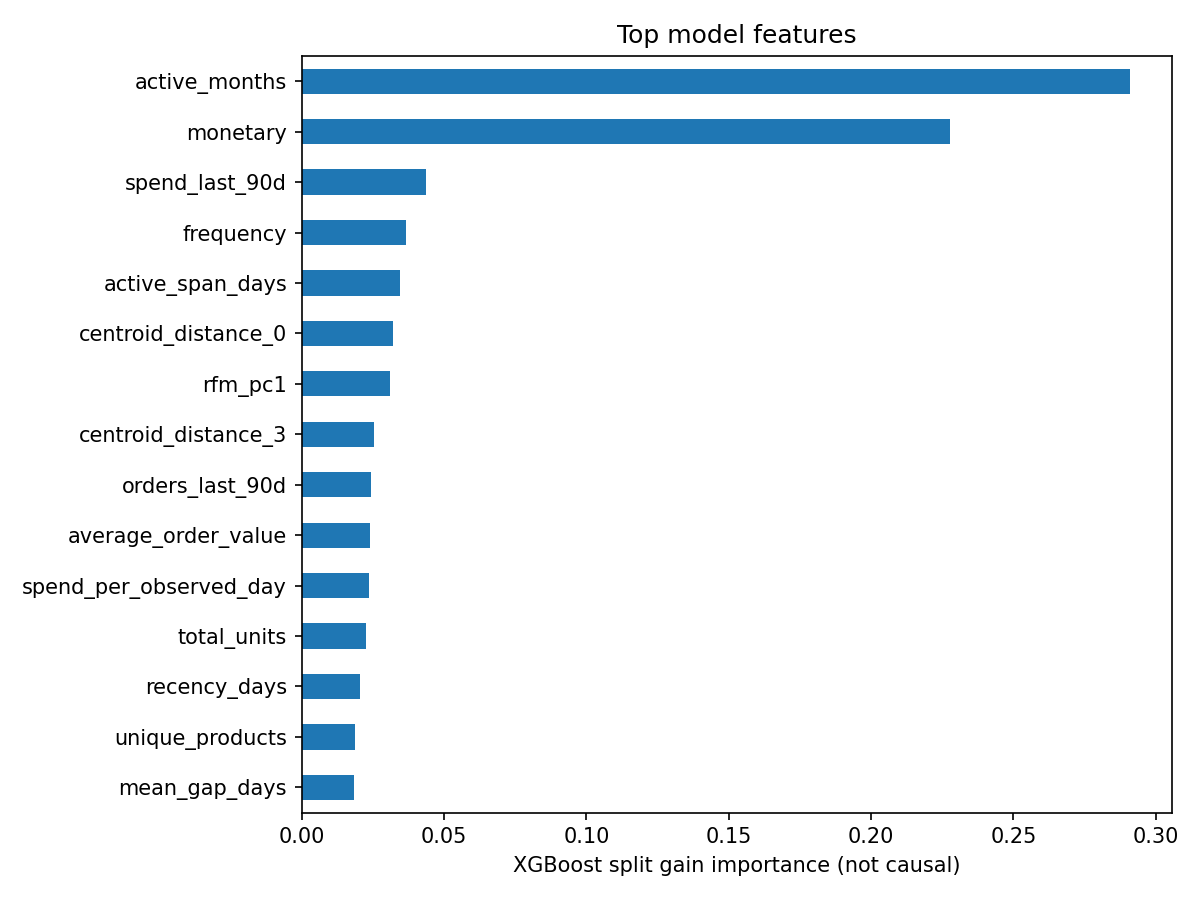 Top model features
active_months
monetary
spend_last_90d
frequency
active_span_days
centroid_distance_0
rfm_pc1
centroid_distance_3
orders_last_90d
average_order_value
spend_per_observed_day
total_units
recency_days
unique_products
mean_gap_days
0.00 0.05 0.10 0.15 0.20 0.25 0.30
XGBoost split gain importance (not causal)